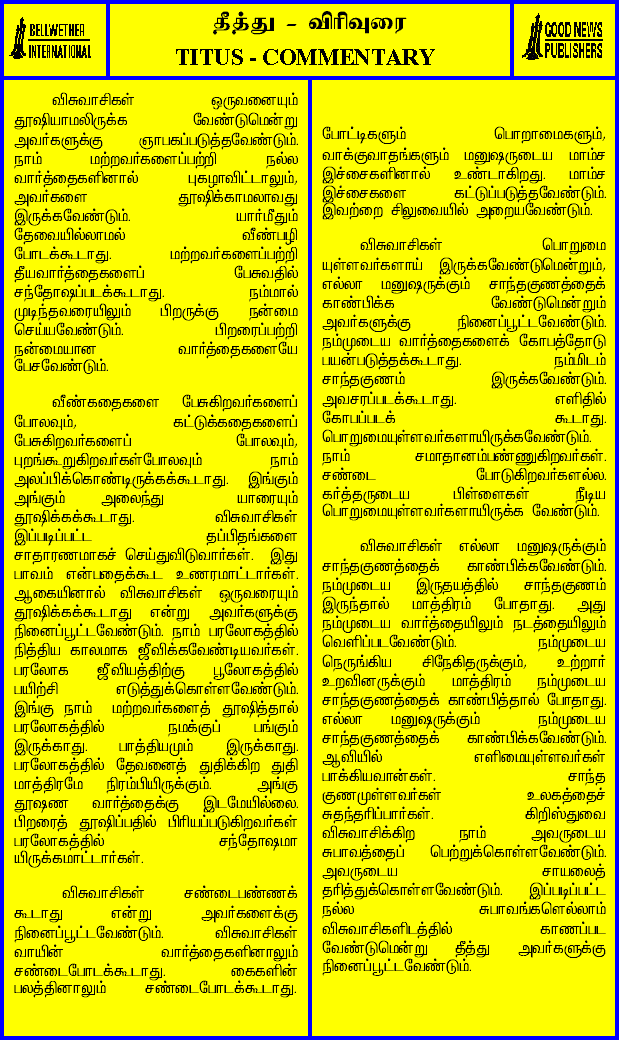 BELLWETHER
INTERNATIONAL
தீத்து - விரிவுரை
TITUS - COMMENTARY
GOOD NEWS
PUBLISHERS
விசுவாசிகள் ஒருவனையும்
தூஷியாமலிருக்க வேண்டுமென்று
அவர்களுக்கு ஞாபகப்படுத்தவேண்டும்.
நாம் மற்றவர்களைப்பற்றி நல்ல
வார்த்தைகளினால் புகழாவிட்டாலும்,
அவர்களை தூஷிக்காமலாவது
இருக்கவேண்டும். யார்மீதும்
தேவையில்லாமல் வீண்பழி
போடக்கூடாது. மற்றவர்களைப்பற்றி
தீயவார்த்தைகளைப் பேசுவதில்
சந்தோஷப்படக்கூடாது. நம்மால்
முடிந்தவரையிலும் பிறருக்கு நன்மை
செய்யவேண்டும். பிறரைப்பற்றி
நன்மையான வார்த்தைகளையே
பேசவேண்டும்.
வீண்கதைகளை பேசுகிறவர்களைப்
போலவும், கட்டுக்கதைகளைப்
பேசுகிறவர்களைப் போலவும்,
புறங்கூறுகிறவர்கள்போலவும் நாம்
அலப்பிக்கொண்டிருக்கக்கூடாது. இங்கும்
அங்கும் அலைந்து யாரையும்
தூஷிக்கக்கூடாது. விசுவாசிகள்
இப்படிப்பட்ட தப்பிதங்களை
சாதாரணமாகச் செய்துவிடுவார்கள். இது
பாவம் என்பதைக்கூட உணரமாட்டார்கள்.
ஆகையினால் விசுவாசிகள் ஒருவரையும்
தூஷிக்கக்கூடாது என்று அவர்களுக்கு
நினைப்பூட்டவேண்டும். நாம் பரலோகத்தில்
நித்திய காலமாக ஜீவிக்கவேண்டியவர்கள்.
பரலோக ஜீவியத்திற்கு பூலோகத்தில்
பயிற்சி எடுத்துக்கொள்ளவேண்டும்.
இங்கு நாம் மற்றவர்களைத் தூஷித்தால்
பரலோகத்தில் நமக்குப் பங்கும்
இருக்காது. பாத்தியமும் இருக்காது.
பரலோகத்தில் தேவனைத் துதிக்கிற துதி
மாத்திரமே நிரம்பியிருக்கும். அங்கு
தூஷண வார்த்தைக்கு இடமேயில்லை.
பிறரைத் தூஷிப்பதில் பிரியப்படுகிறவர்கள்
பரலோகத்தில் சந்தோஷமா
யிருக்கமாட்டார்கள்.
விசுவாசிகள் சண்டைபண்ணக்
கூடாது என்று அவர்களைக்கு
நினைப்பூட்டவேண்டும். விசுவாசிகள்
வாயின் வார்த்தைகளினாலும்
சண்டைபோடக்கூடாது. கைகளின்
பலத்தினாலும் சண்டைபோடக்கூடாது.
போட்டிகளும் பொறாமைகளும்,
வாக்குவாதங்களும் மனுஷருடைய மாம்ச
இச்சைகளினால் உண்டாகிறது. மாம்ச
இச்சைகளை கட்டுப்படுத்தவேண்டும்.
இவற்றை சிலுவையில் அறையவேண்டும்.
விசுவாசிகள் பொறுமை
யுள்ளவர்களாய் இருக்கவேண்டுமென்றும்,
எல்லா மனுஷருக்கும் சாந்தகுணத்தைக்
காண்பிக்க வேண்டுமென்றும்
அவர்களுக்கு நினைப்பூட்டவேண்டும்.
நம்முடைய வார்த்தைகளைக் கோபத்தோடு
பயன்படுத்தக்கூடாது. நம்மிடம்
சாந்தகுணம் இருக்கவேண்டும்.
அவசரப்படக்கூடாது. எளிதில்
கோபப்படக் கூடாது.
பொறுமையுள்ளவர்களாயிருக்கவேண்டும்.
நாம் சமாதானம்பண்ணுகிறவர்கள்.
சண்டை போடுகிறவர்களல்ல.
கர்த்தருடைய பிள்ளைகள் நீடிய
பொறுமையுள்ளவர்களாயிருக்க வேண்டும்.
விசுவாசிகள் எல்லா மனுஷருக்கும்
சாந்தகுணத்தைக் காண்பிக்கவேண்டும்.
நம்முடைய இருதயத்தில் சாந்தகுணம்
இருந்தால் மாத்திரம் போதாது. அது
நம்முடைய வார்த்தையிலும் நடத்தையிலும்
வெளிப்படவேண்டும். நம்முடைய
நெருங்கிய சிநேகிதருக்கும், உற்றார்
உறவினருக்கும் மாத்திரம் நம்முடைய
சாந்தகுணத்தைக் காண்பித்தால் போதாது.
எல்லா மனுஷருக்கும் நம்முடைய
சாந்தகுணத்தைக் காண்பிக்கவேண்டும்.
ஆவியில் எளிமையுள்ளவர்கள்
பாக்கியவான்கள். சாந்த
குணமுள்ளவர்கள் உலகத்தைச்
சுதந்தரிப்பார்கள். கிறிஸ்துவை
விசுவாசிக்கிற நாம் அவருடைய
சுபாவத்தைப் பெற்றுக்கொள்ளவேண்டும்.
அவருடைய சாயலைத்
தரித்துக்கொள்ளவேண்டும். இப்படிப்பட்ட
நல்ல சுபாவங்களெல்லாம்
விசுவாசிகளிடத்தில் காணப்பட
வேண்டுமென்று தீத்து அவர்களுக்கு
நினைப்பூட்டவேண்டும்.